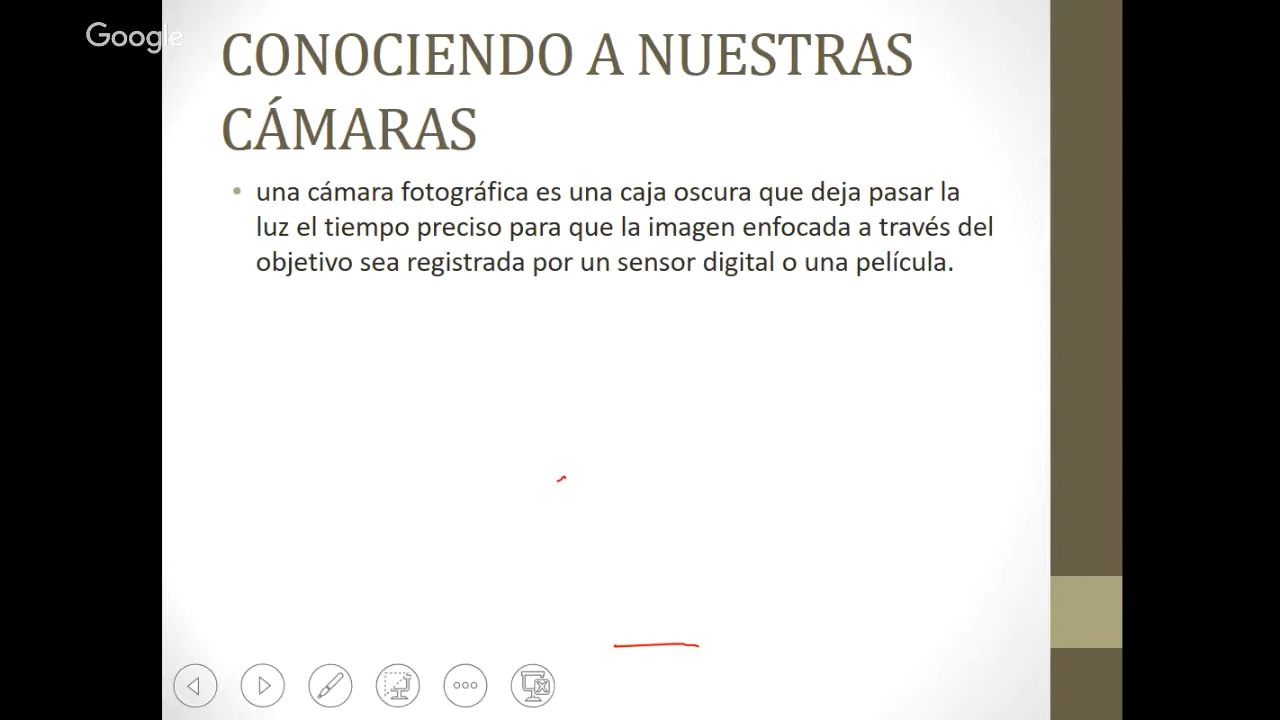 Google
CONOCIENDO A NUESTRAS
CÁMARAS
• una cámara fotográfica es una caja oscura que deja pasar la
luz el tiempo preciso para que la imagen enfocada a través del
objetivo sea registrada por un sensor digital o una película.